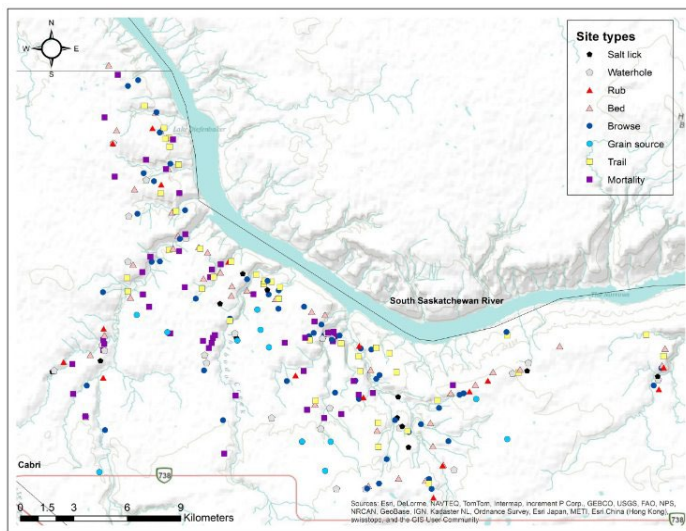 N
W E
S
Site types
Salt lick
Waterhole
Rub
Bed
Browse
Grain source
Trail
Mortality
Lake Diefenbaker
South Saskatchewan River
Cabri
738
738
0 1.5 3 6 9
Kilometers
Sources: Esri, DeLorme, NAVTEQ, TomTom, Intermap, increment P Corp., GEBCO, USGS, FAO, NPS,
NRCAN, GeoBase, IGN, Kadaster NL, Ordnance Survey, Esri Japan, METI, Esri China (Hong Kong),
swisstopo, and the GIS User Community